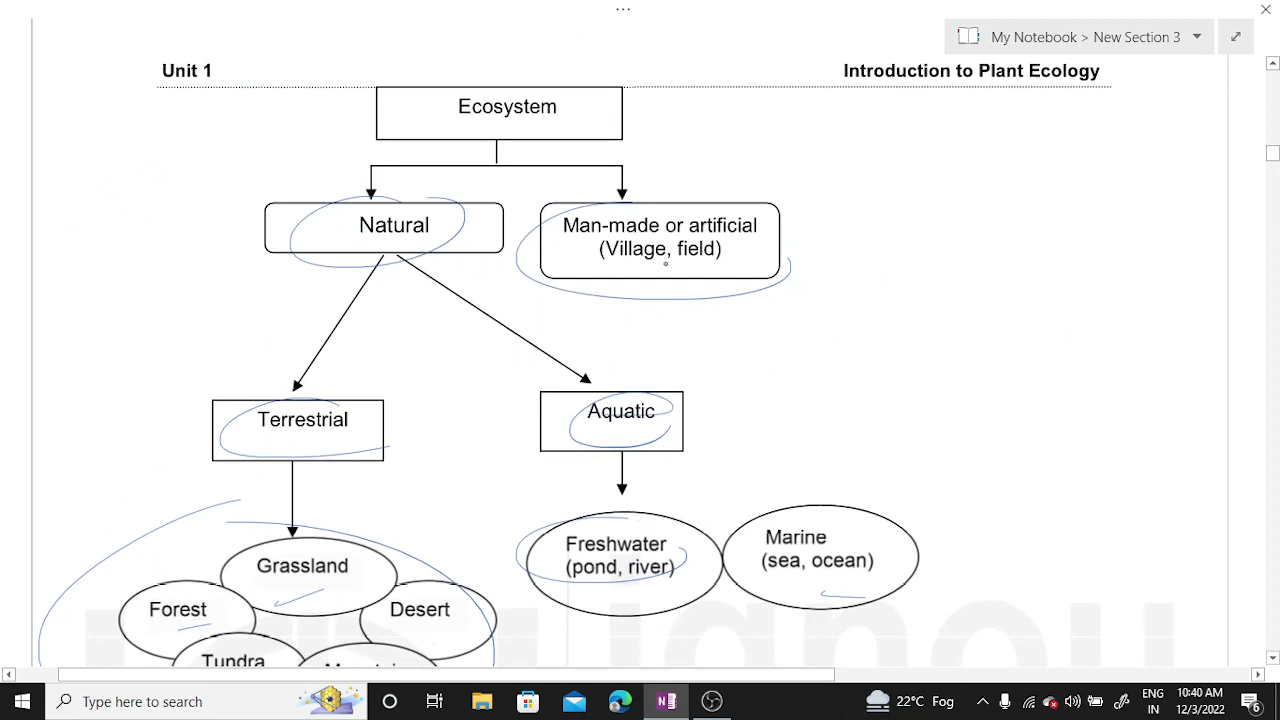 ...
My Notebook > New Section 3
Unit 1
Introduction to Plant Ecology
Ecosystem
Natural
Man-made or artificial
(Village, field)
Terrestrial
Aquatic
Freshwater
(pond, river)
Marine
(sea, ocean)
Grassland
Forest
Desert
Tundra
ignou
Type here to search
22°C Fog
ENG
IN
10:40 AM
12/3/2022
6